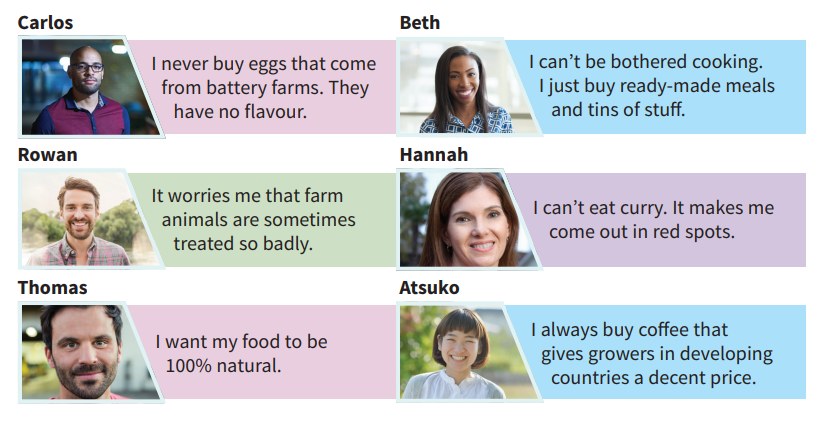 Carlos
I never buy eggs that come
from battery farms. They
have no flavour.
Beth
I can’t be bothered cooking.
I just buy ready-made meals
and tins of stuff.
Rowan
It worries me that farm
animals are sometimes
treated so badly.
Hannah
I can’t eat curry. It makes me
come out in red spots.
Thomas
I want my food to be
100% natural.
Atsuko
I always buy coffee that
gives growers in developing
countries a decent price.